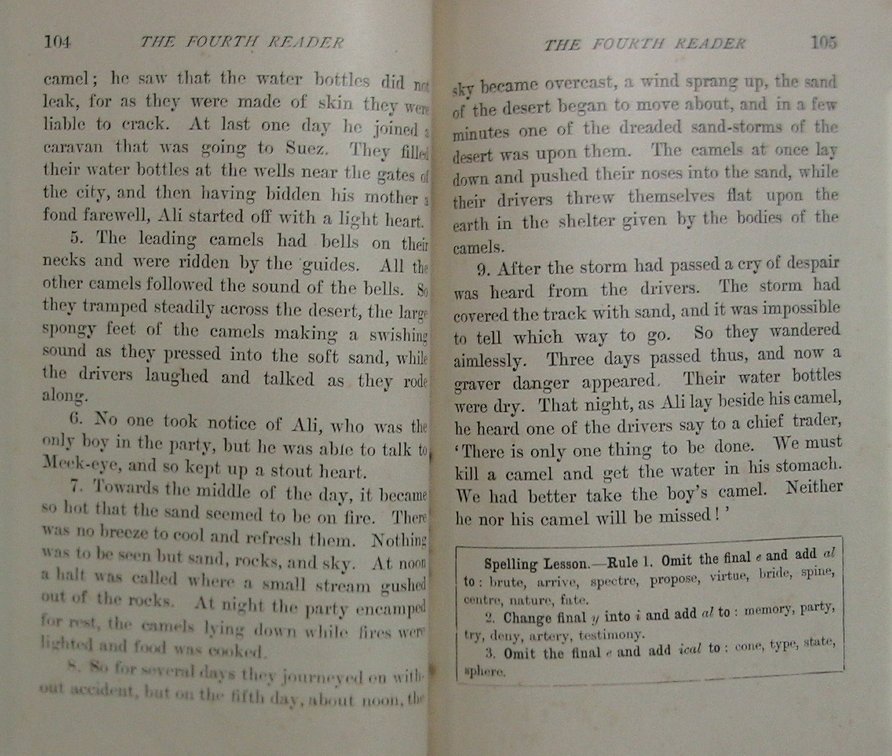 104 THE FOURTH READER
camel; he saw that the water bottles did not
leak, for as they were made of skin they were
liable to crack. At last one day he joined a
caravan that was going to Suez. They filled
their water bottles at the wells near the gates of
the city, and then having bidden his mother a
fond farewell, Ali started off with a light heart.
5. The leading camels had bells on their
necks and were ridden by the guides. All the
other camels followed the sound of the bells. So
they tramped steadily across the desert, the large
spongy feet of the camels making a swishing
sound as they pressed into the soft sand, while
the drivers laughed and talked as they rode
along.
6. No one took notice of Ali, who was the
only boy in the party, but he was able to talk to
Meek-eye, and so kept up a stout heart.
7. Towards the middle of the day, it became
so hot that the sand seemed to be on fire. There
was no breeze to cool and refresh them. Nothing
was to be seen but sand, rocks, and sky. At noon
a halt was called where a small stream gushed
out of the rocks. At night the party encamped
for rest, the camels lying down while fires were
lighted and food was cooked.
8. So for several days they journeyed on with-
out accident, but on the fifth day, about noon, the
THE FOURTH READER 105
sky became overcast, a wind sprang up, the sand
of the desert began to move about, and in a few
minutes one of the dreaded sand-storms of the
desert was upon them. The camels at once lay
down and pushed their noses into the sand, while
their drivers threw themselves flat upon the
earth in the shelter given by the bodies of the
camels.
9. After the storm had passed a cry of despair
was heard from the drivers. The storm had
covered the track with sand, and it was impossible
to tell which way to go. So they wandered
aimlessly. Three days passed thus, and now a
graver danger appeared. Their water bottles
were dry. That night, as Ali lay beside his camel,
he heard one of the drivers say to a chief trader,
‘There is only one thing to be done. We must
kill a camel and get the water in his stomach.
We had better take the boy's camel. Neither
he nor his camel will be missed!’
Spelling Lesson.—Rule 1. Omit the final e and add al
to: brute, arrive, spectre, propose, virtue, bride, spine,
centre, nature, fate.
2. Change final y into i and add al to: memory, party,
try, deny, artery, testimony.
3. Omit the final e and add ical to: cone, type, state,
sphere.